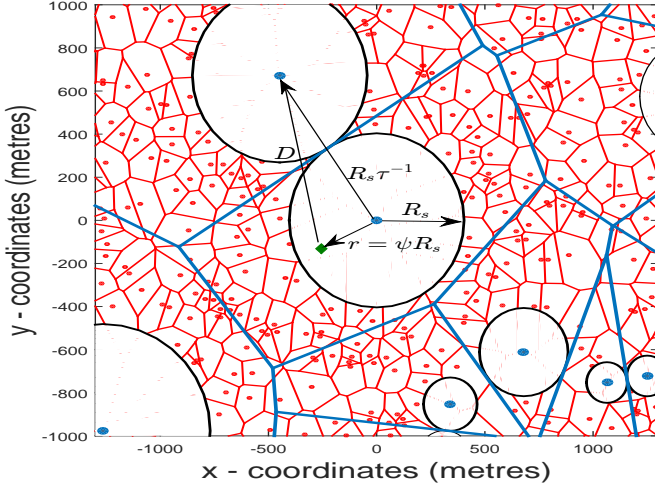 1000
800
600
400
200
0
-200
-400
-600
-800
-1000
-1000
-500
0
500
1000
x - coordinates (metres)
y - coordinates (metres)
D
R_sτ^{-1}
R_s
r = ψR_s